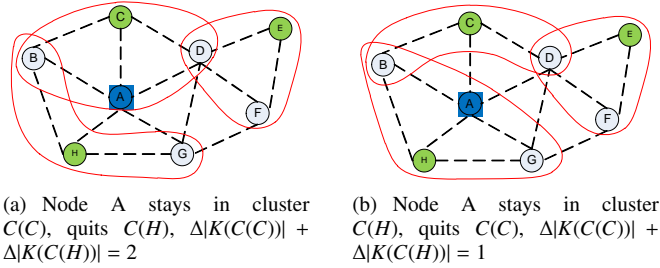 C
E
B
D
A
F
H
G
C
E
B
D
A
F
H
G
(a) Node A stays in cluster
C(C), quits C(H), Δ|K(C(C))| +
Δ|K(C(H))| = 2
(b) Node A stays in cluster
C(H), quits C(C), Δ|K(C(C))| +
Δ|K(C(H))| = 1